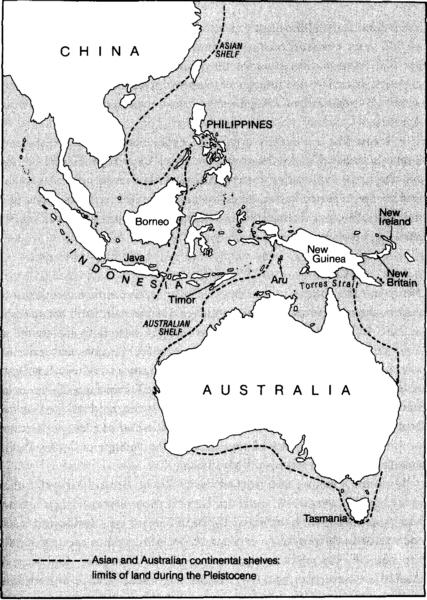 ASIAN
SHELF
CHINA
PHILIPPINES
Borneo
New
Ireland
New
Guinea
Java
INDONESIA
New
Britain
Aru
Torres Strait
Timor
AUSTRALIAN
SHELF
AUSTRALIA
Tasmania
Asian and Australian continental shelves:
limits of land during the Pleistocene